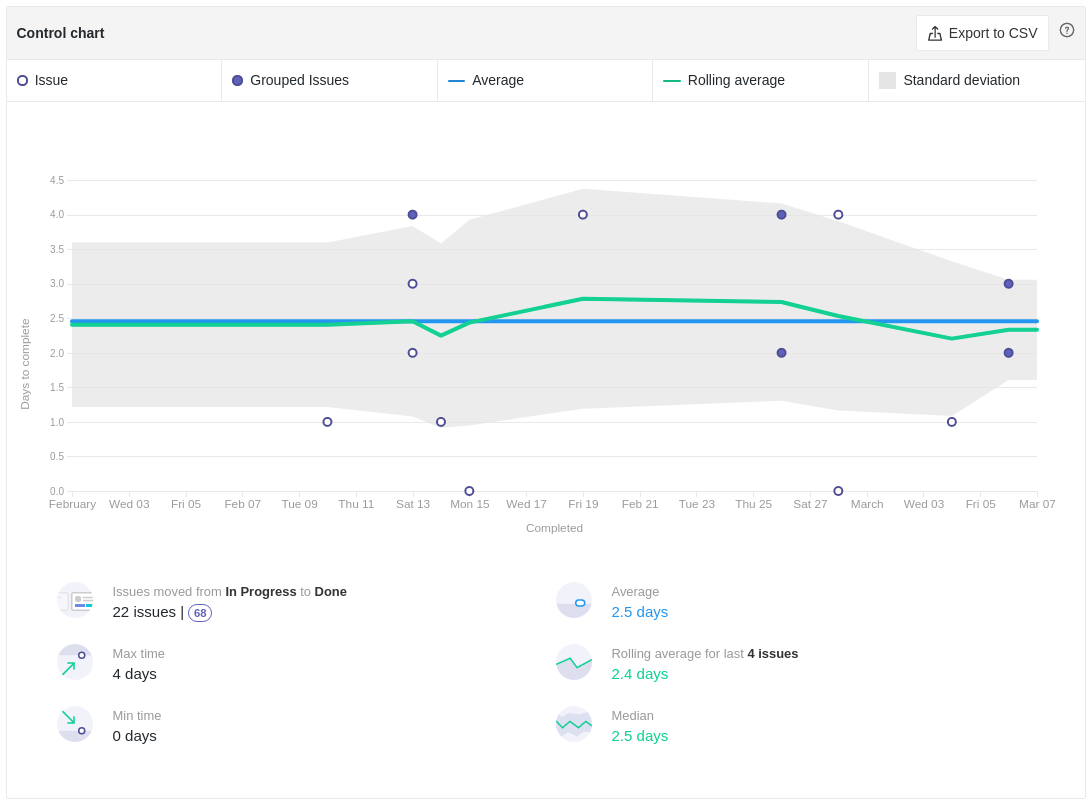 Control chart
Export to CSV
?
Issue
Grouped Issues
Average
Rolling average
Standard deviation
4.5
4.0
3.5
3.0
2.5
2.0
1.5
1.0
0.5
0.0
Days to complete
February Wed 03 Fri 05 Feb 07 Tue 09 Thu 11 Sat 13 Mon 15 Wed 17 Fri 19 Feb 21 Tue 23 Thu 25 Sat 27 March Wed 03 Fri 05 Mar 07
Completed
Issues moved from In Progress to Done
22 issues | 68
Average
2.5 days
Max time
4 days
Rolling average for last 4 issues
2.4 days
Min time
0 days
Median
2.5 days